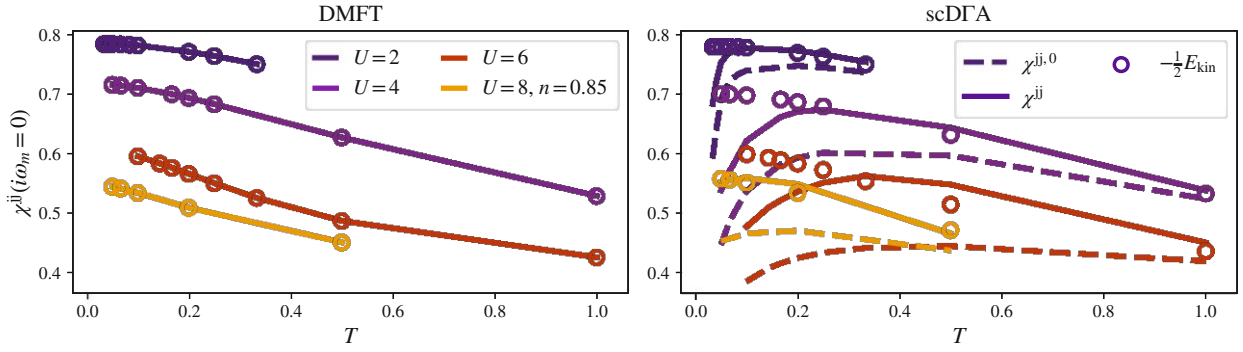 DMFT
scDΓA
χ^jj(iω_m = 0)
0.8
0.7
0.6
0.5
0.4
0.0 0.2 0.4 0.6 0.8 1.0
T
U = 2
U = 4
U = 6
U = 8, n = 0.85
0.8
0.7
0.6
0.5
0.4
0.0 0.2 0.4 0.6 0.8 1.0
T
χ^jj,0
χ^jj
−½E_kin